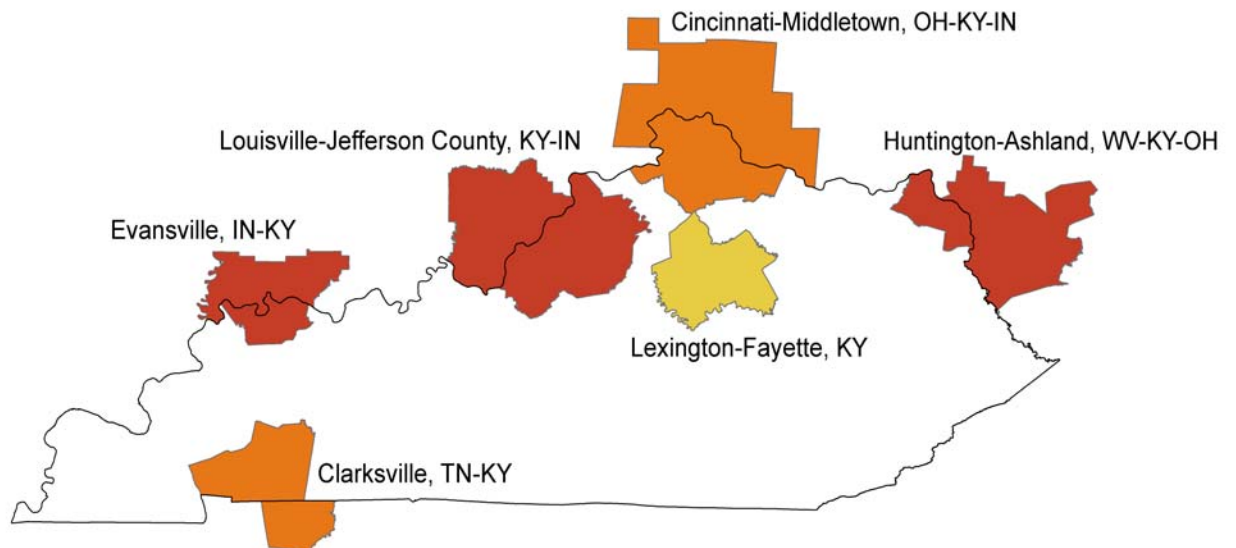 Cincinnati-Middletown, OH-KY-IN
Louisville-Jefferson County, KY-IN
Huntington-Ashland, WV-KY-OH
Evansville, IN-KY
Lexington-Fayette, KY
Clarksville, TN-KY